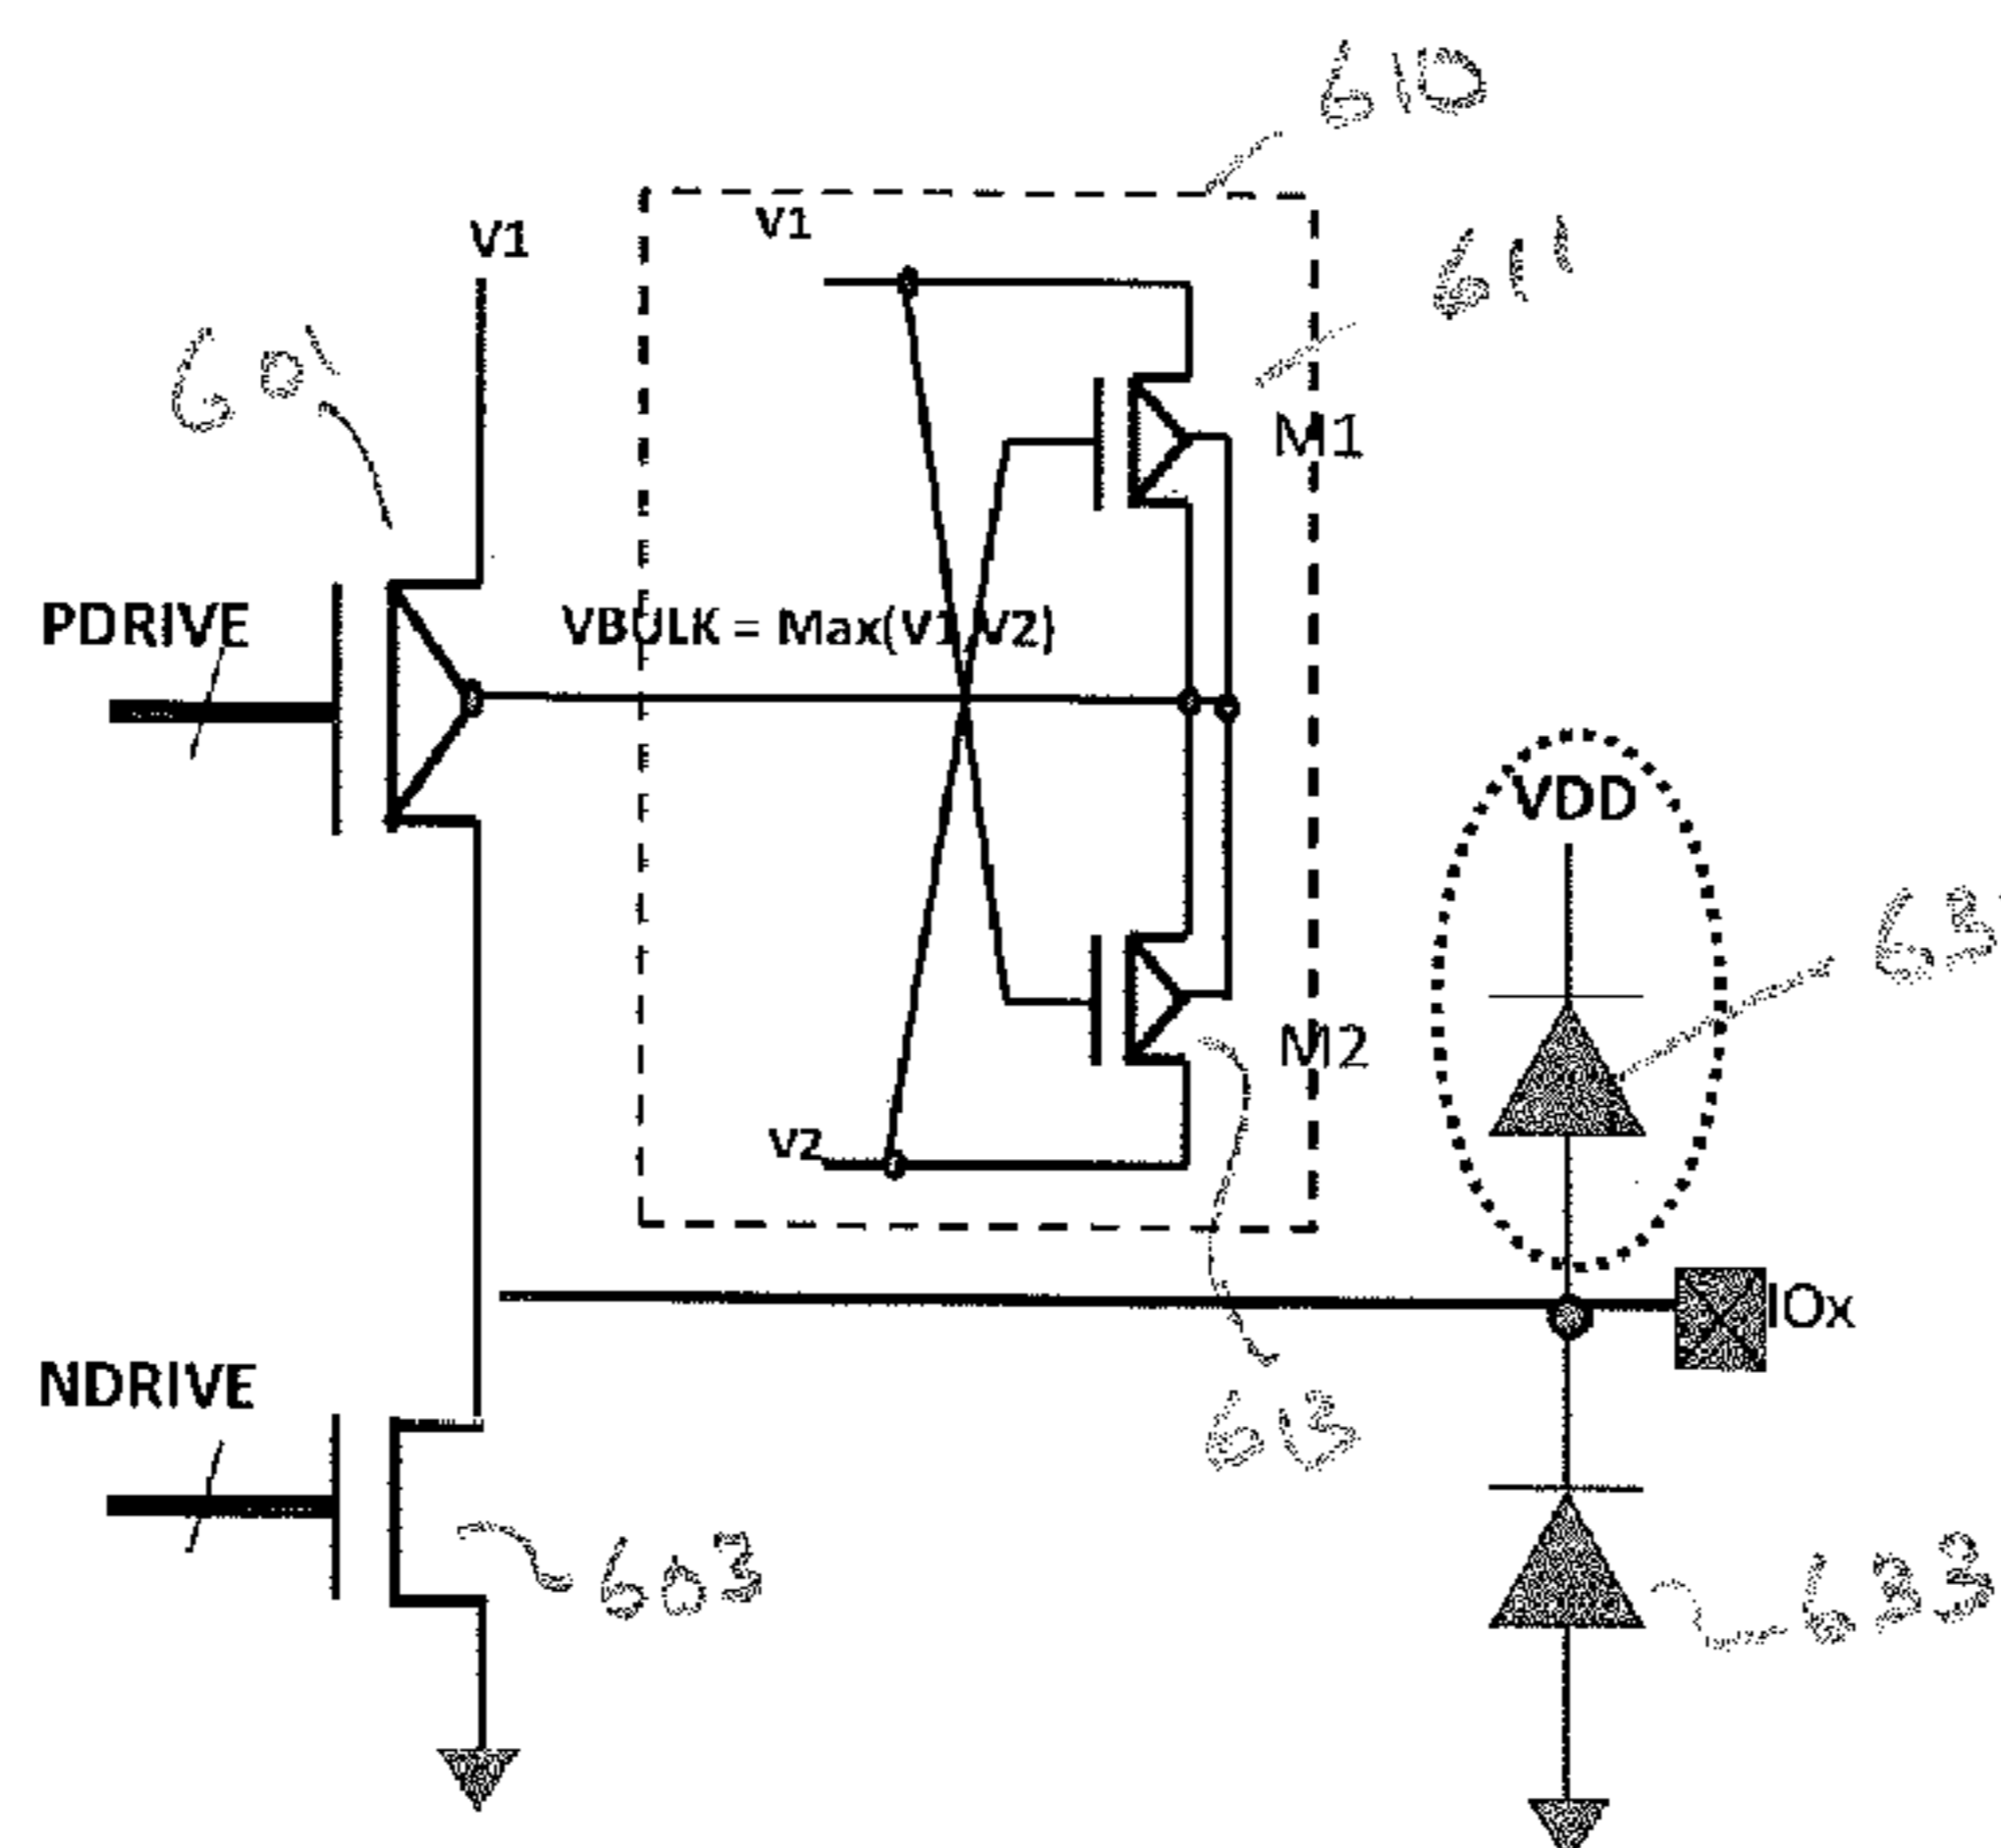 610
V1
V1
611
601
M1
PDRIVE
VBULK = Max(V1,V2)
VDD
M2
V2
IOx
NDRIVE
613
603
633